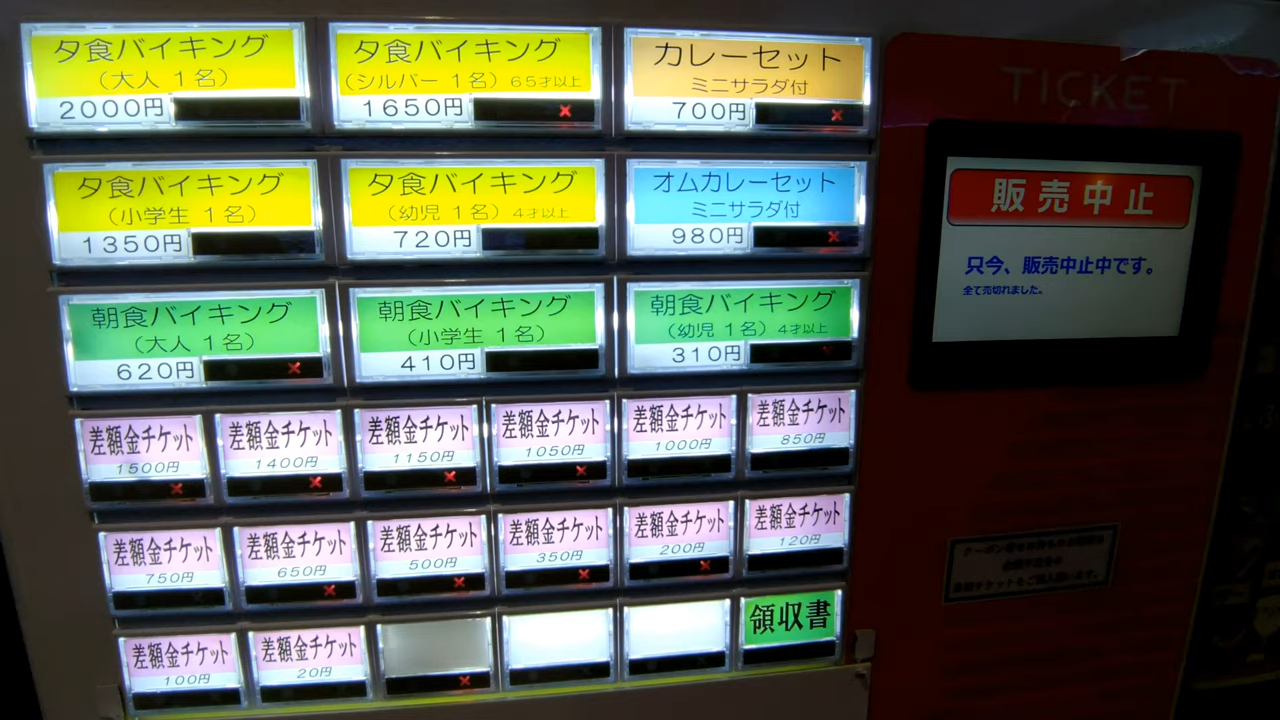 夕食バイキング
（大人 １名）
2000円
夕食バイキング
（シルバー １名） 65才以上
1650円
カレーセット
ミニサラダ付
700円
夕食バイキング
（小学生 １名）
1350円
夕食バイキング
（幼児 １名） 4才以上
720円
オムカレーセット
ミニサラダ付
980円
朝食バイキング
（大人 １名）
620円
朝食バイキング
（小学生 １名）
410円
朝食バイキング
（幼児 １名） 4才以上
310円
差額金チケット
1500円
差額金チケット
1400円
差額金チケット
1150円
差額金チケット
1050円
差額金チケット
1000円
差額金チケット
850円
差額金チケット
750円
差額金チケット
650円
差額金チケット
500円
差額金チケット
350円
差額金チケット
200円
差額金チケット
120円
差額金チケット
100円
差額金チケット
20円
領収書
TICKET
販売中止
只今、販売中止中です。
全て売切れました。